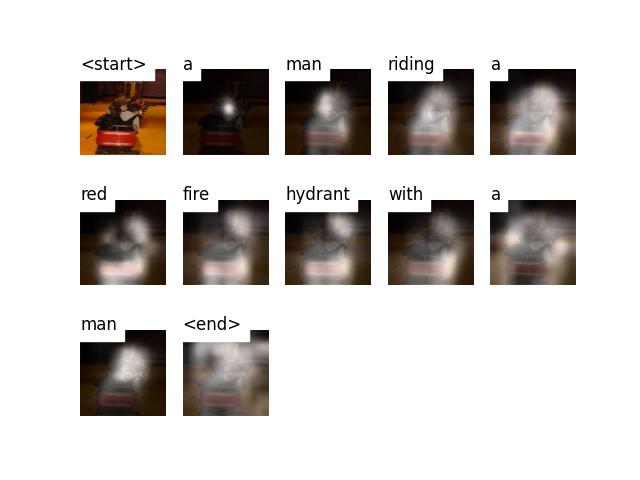 <start> a man riding a
red fire hydrant with a
man <end>